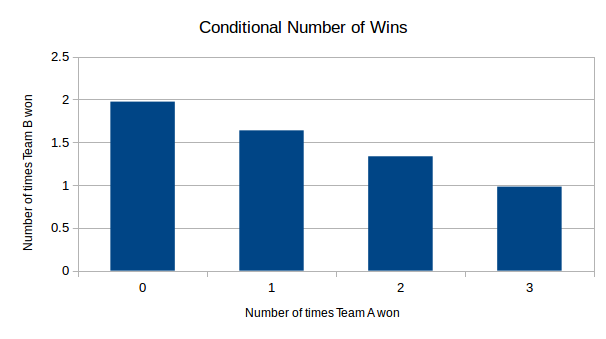 Conditional Number of Wins
2.5
2
1.5
1
0.5
0
Number of times Team B won
0 1 2 3
Number of times Team A won